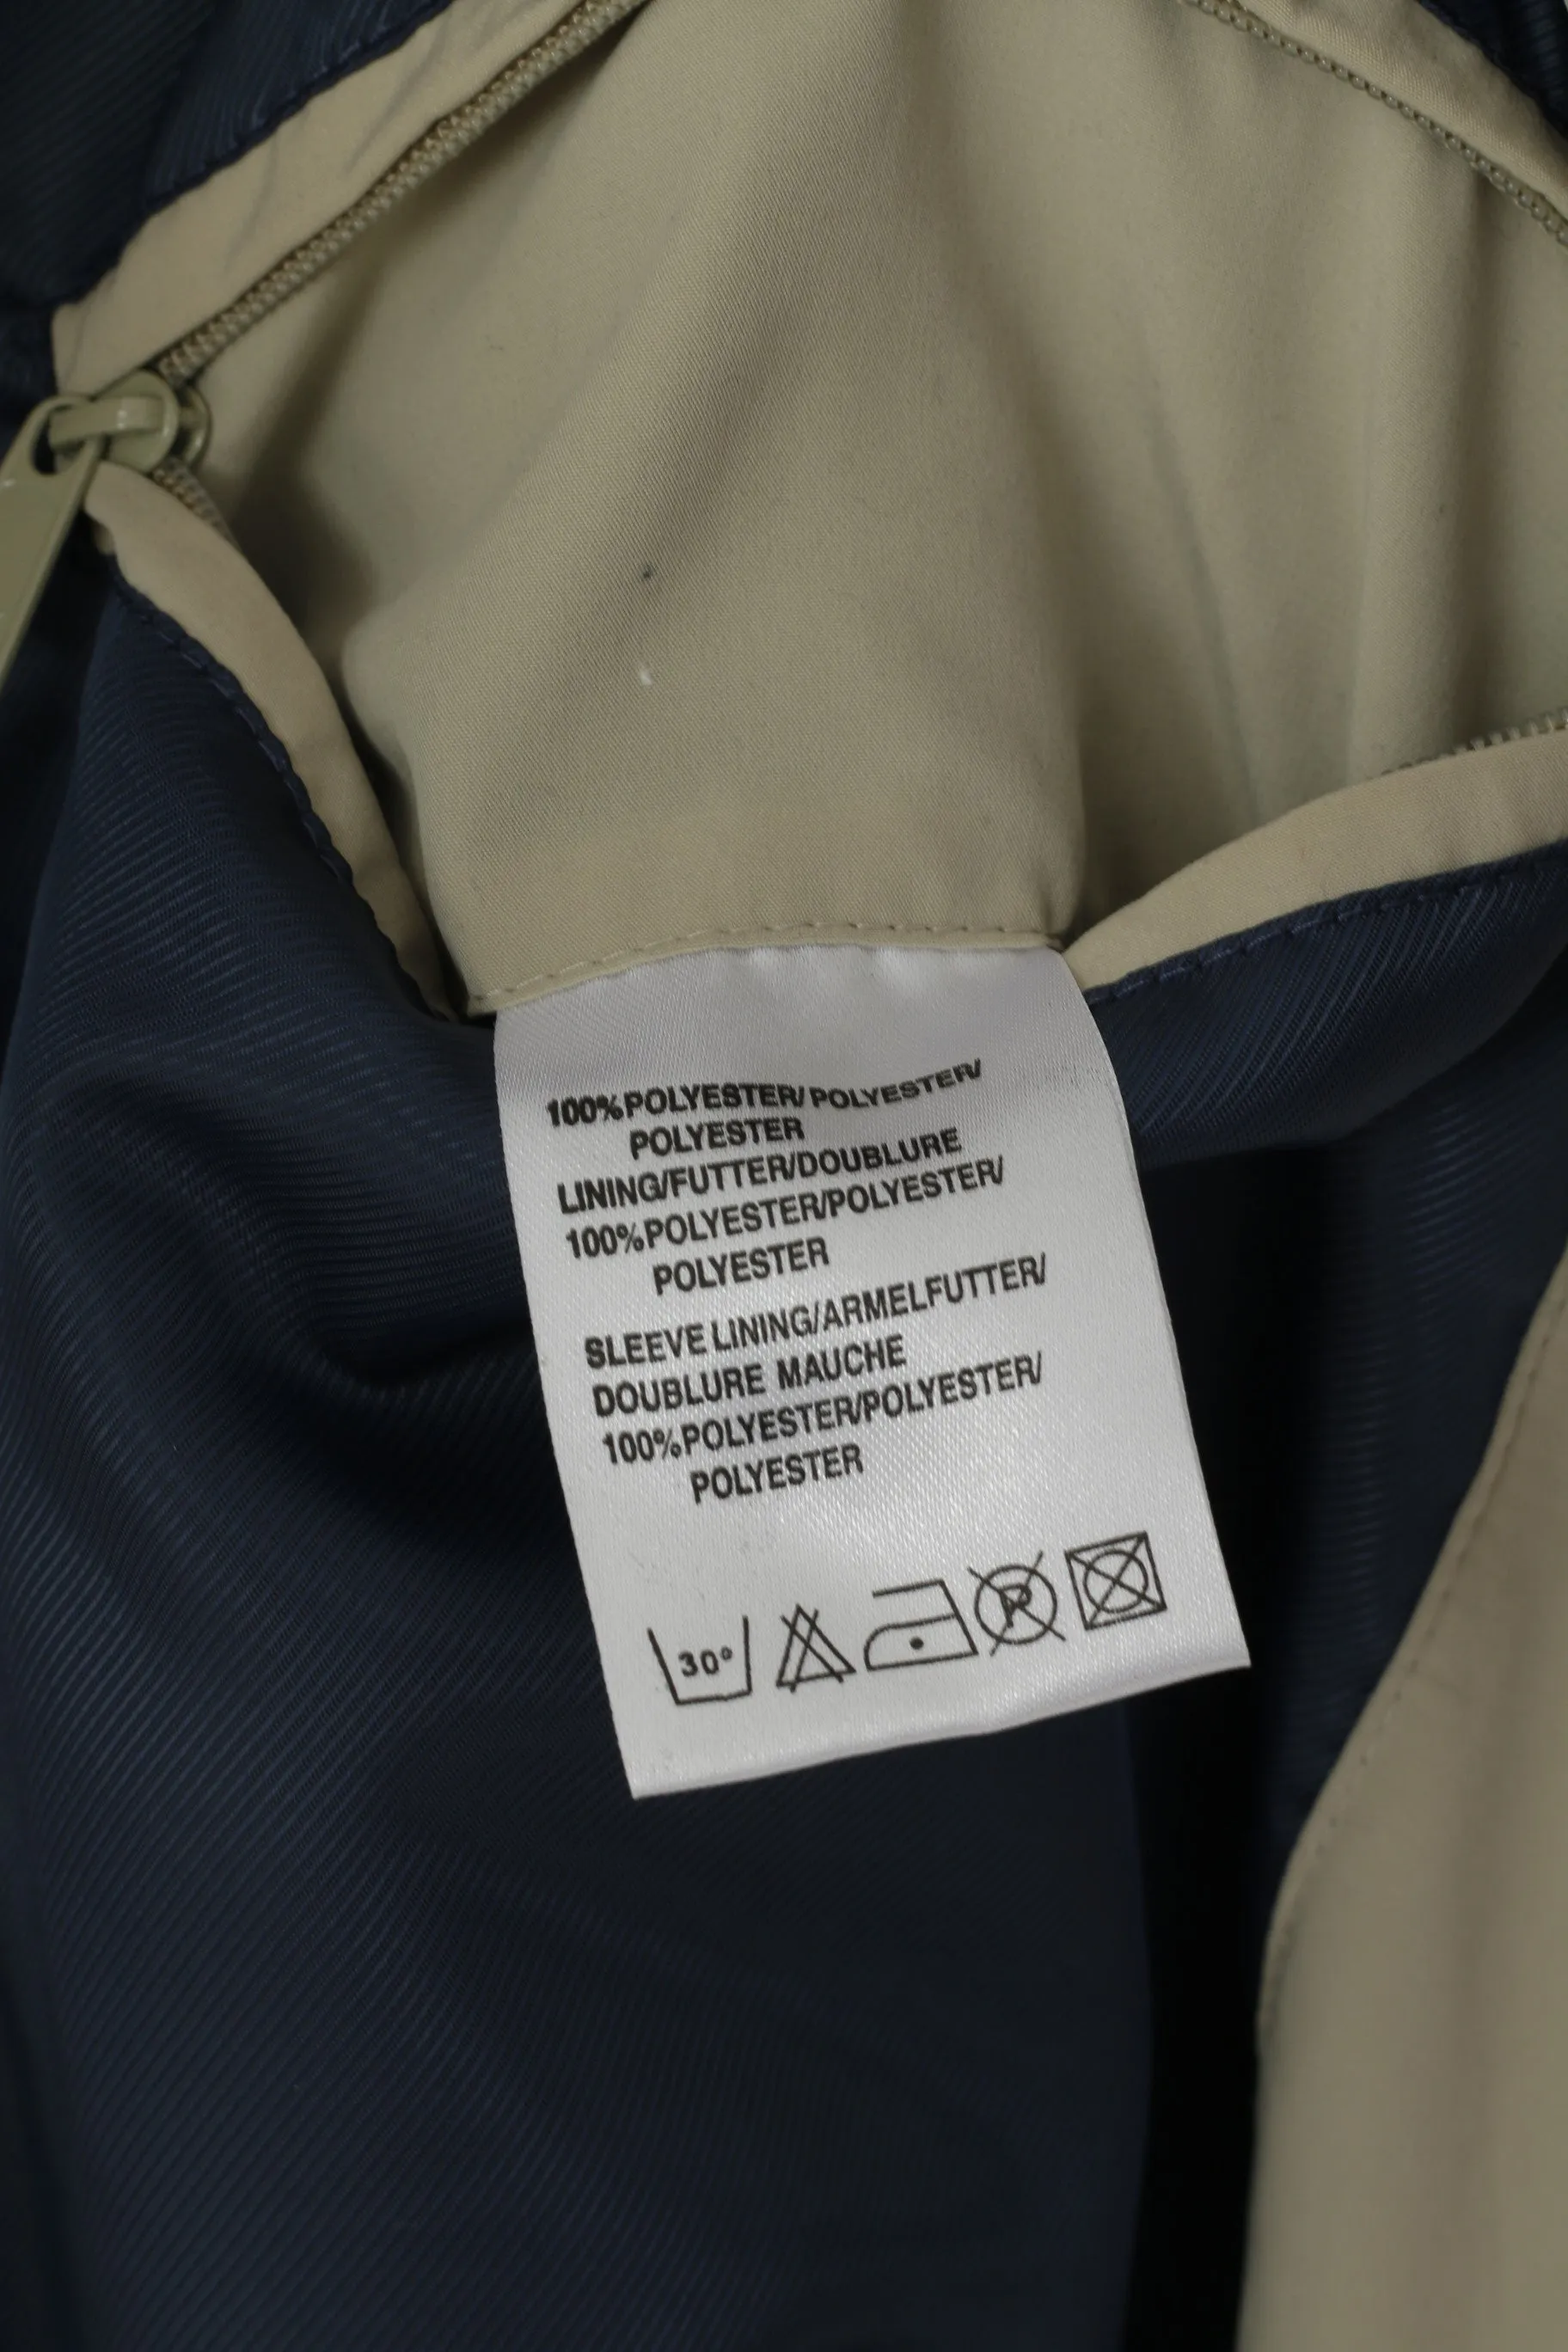 100%POLYESTER/POLYESTER/
POLYESTER
LINING/FUTTER/DOUBLURE
100%POLYESTER/POLYESTER/
POLYESTER
SLEEVE LINING/ARMELFUTTER/
DOUBLURE MAUCHE
100%POLYESTER/POLYESTER/
POLYESTER
30° P